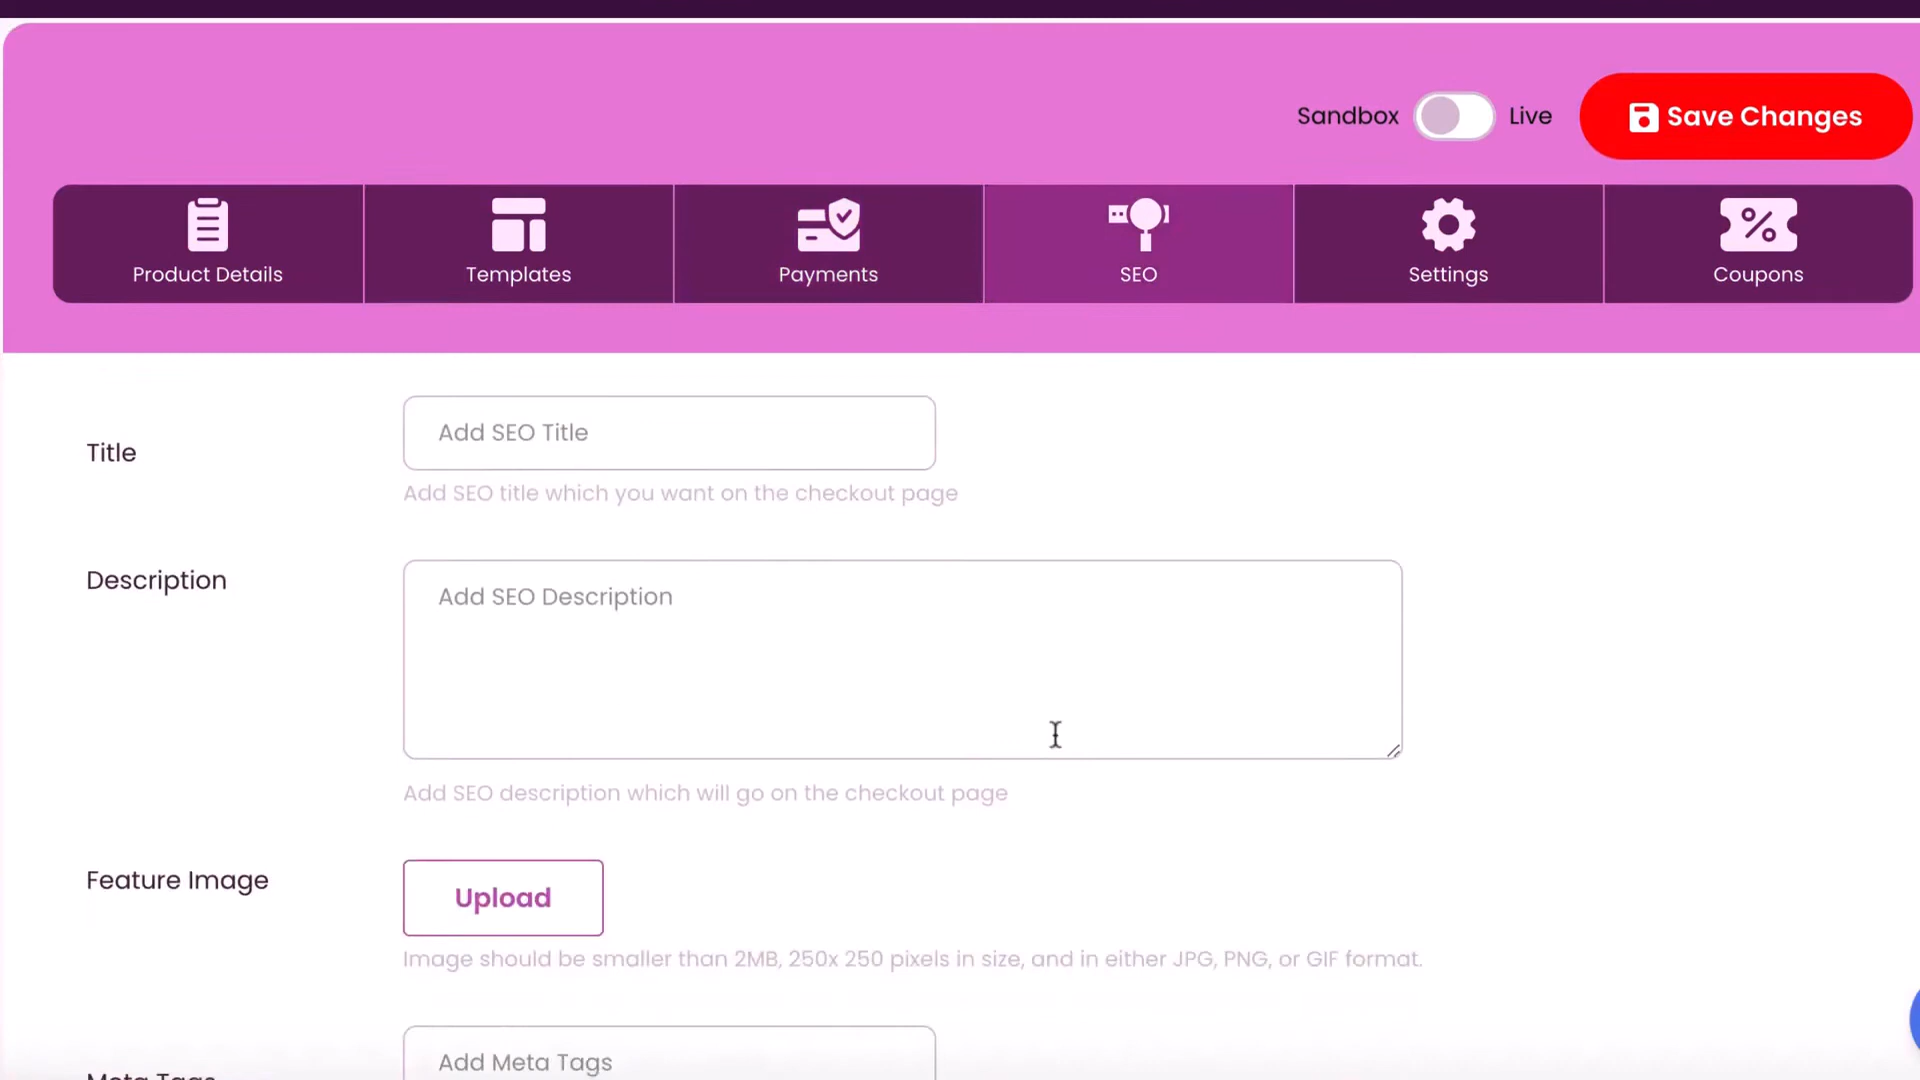 Sandbox Live Save Changes
Product Details Templates Payments SEO Settings Coupons
Title
Add SEO Title
Add SEO title which you want on the checkout page
Description
Add SEO Description
Add SEO description which will go on the checkout page
Feature Image
Upload
Image should be smaller than 2MB, 250x 250 pixels in size, and in either JPG, PNG, or GIF format.
Add Meta Tags
Meta Tags